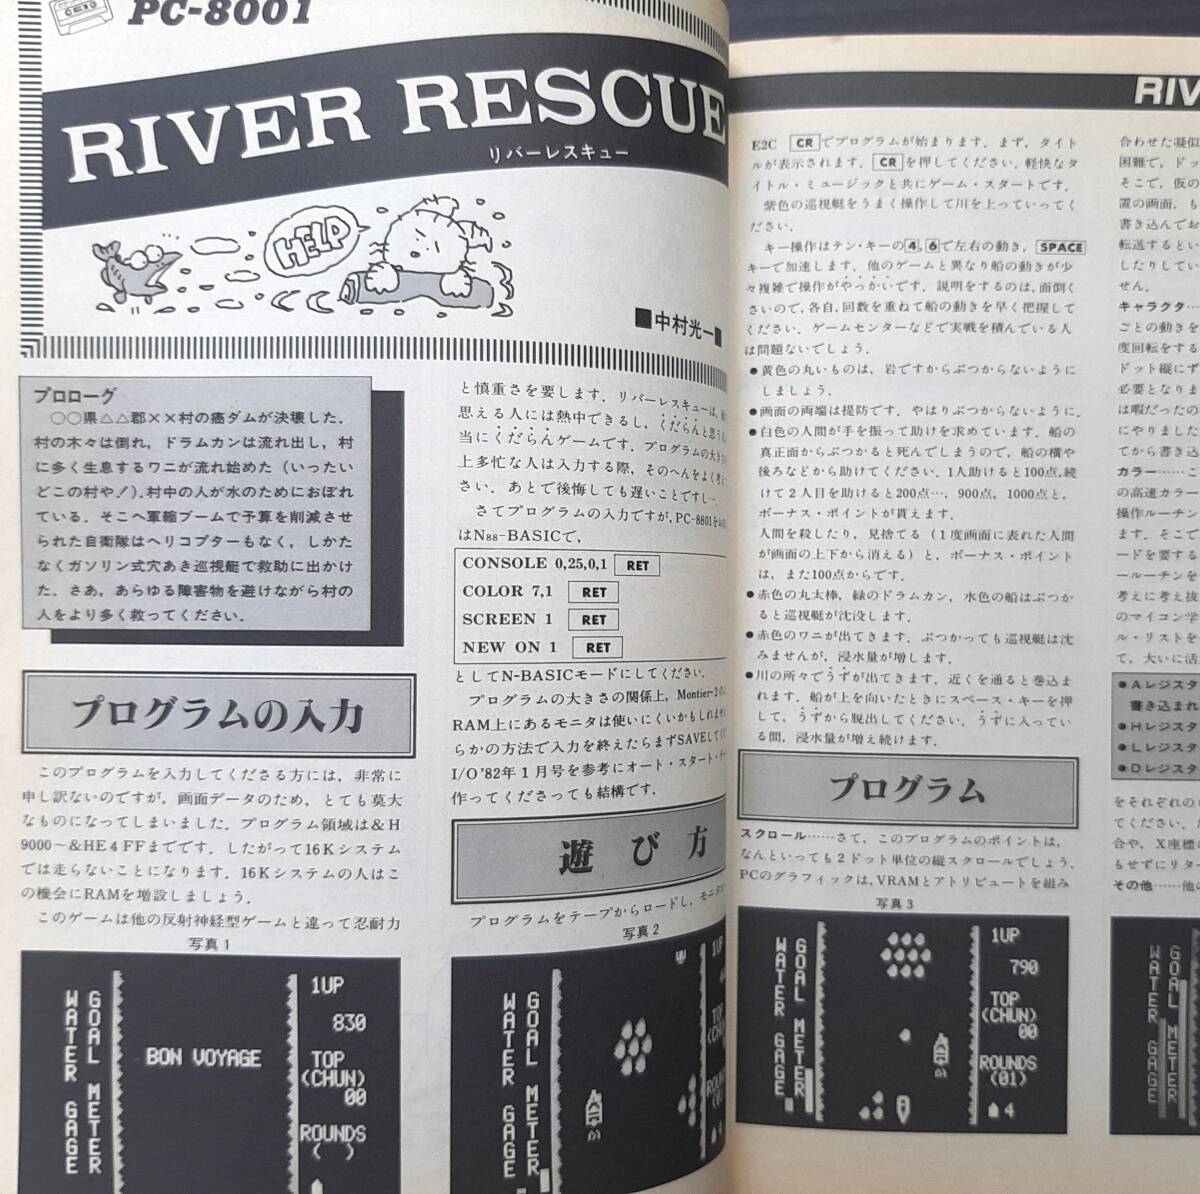 PC-8001
RIVER RESCUE
リバーレスキュー
HELP
■中村光一■
プロローグ
○○県△△郡××村の癌ダムが決壊した．
村の木々は倒れ，ドラムカンは流れ出し，村
に多く生息するワニが流れ始めた（いったい
どこの村や！）．村中の人が水のためにおぼれ
ている．そこへ軍縮ブームで予算を削減させ
られた自衛隊はヘリコプターもなく，しかた
なくガソリン式穴あき巡視艇で救助に出かけ
た．さあ，あらゆる障害物を避けながら村の
人をより多く救ってください．
プログラムの入力
このプログラムを入力してくださる方には，非常に
申し訳ないのですが，画面データのため，とても莫大
なものになってしまいました．プログラム領域は&H
9000～&HE4FFまでです．したがって16Kシステム
では走らないことになります．16Kシステムの人はこ
の機会にRAMを増設しましょう．
このゲームは他の反射神経型ゲームと違って忍耐力
写真1
WATER GAGE
GOAL METER
BON VOYAGE
1UP
830
TOP
(CHUN)
00
ROUNDS
( )
と慎重さを要します．リバーレスキューは，
思える人には熱中できるし，くだらんと思う
当にくだらんゲームです．プログラムの大きさ
上多忙な人は入力する際，そのへんをよく考
さい．あとで後悔しても遅いことですし…．
さてプログラムの入力ですが，PC-8801を
はN88-BASICで，
CONSOLE 0,25,0,1 RET
COLOR 7,1 RET
SCREEN 1 RET
NEW ON 1 RET
としてN-BASICモードにしてください．
プログラムの大きさの関係上，Montier-2の
RAM上にあるモニタは使いにくいかもしれませ
らかの方法で入力を終えたらまずSAVEして
I/O'82年1月号を参考にオート・スタート・テー
作ってくださっても結構です．
遊び方
プログラムをテープからロードし，モニタ
写真2
WATER GAGE
GOAL METER
1UP
TOP
(CHUN
ROUNDS
RIV
E2C CRでプログラムが始まります．まず，タイト
ルが表示されます．CRを押してください．軽快なタ
イトル・ミュージックと共にゲーム・スタートです．
紫色の巡視艇をうまく操作して川を上っていってく
ださい．
キー操作はテン・キーの4，6で左右の動き，SPACE
キーで加速します．他のゲームと異なり船の動きが少
々複雑で操作がやっかいです．説明をするのは，面倒く
さいので，各自，回数を重ねて船の動きを早く把握して
ください．ゲームセンターなどで実戦を積んでいる人
は問題ないでしょう．
●黄色の丸いものは，岩ですからぶつからないように
しましょう．
●画面の両端は提防です．やはりぶつからないように．
●白色の人間が手を振って助けを求めています．船の
真正面からぶつかると死んでしまうので，船の横や
後ろなどから助けてください．1人助けると100点，続
けて2人目を助けると200点…，900点，1000点と，
ボーナス・ポイントが貰えます．
人間を殺したり，見捨てる（1度画面に表れた人間
が画面の上下から消える）と，ボーナス・ポイント
は，また100点からです．
●赤色の丸太棒，緑のドラムカン，水色の船はぶつか
ると巡視艇が沈没します．
●赤色のワニが出てきます．ぶつかっても巡視艇は沈
みませんが，浸水量が増します．
●川の所々でうずが出てきます．近くを通ると巻込ま
れます．船が上を向いたときにスペース・キーを押
して，うずから脱出してください．うずに入ってい
る間，浸水量が増え続けます．
プログラム
スクロール……さて，このプログラムのポイントは，
なんといっても2ドット単位の縦スクロールでしょう．
PCのグラフィックは，VRAMとアトリビュートを組み
写真3
WATER GAGE
GOAL METER
1UP
790
TOP
(CHUN)
00
ROUNDS
(01)
4
合わせた疑似
困難で，ドッ
そこで，仮の
置の画面，も
書き込んでお
転送するとい
したりしてい
せん．
キャラクタ…
ごとの動きを
度回転をする
ドット縦にず
必要となりま
は暇だったの
にやりました
てから書き込
カラー……こ
の高速カラー
操作ルーチン
ます．そこで
ードを要する
ールーチンを
考えに考え抜
のマイコン学
ル・リストを
て，大いに活
●Aレジスタ
書き込まれ
●Hレジスタ
●Lレジスタ
●Dレジスタ
をそれぞれの
てください．
合や，X座標
もせずにリタ
その他……他
WATER GAGE
GOAL METER